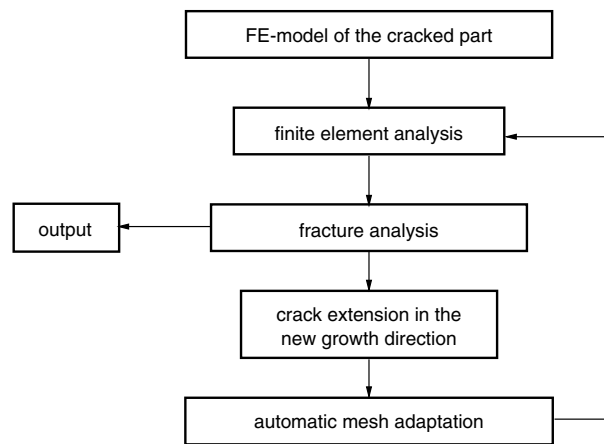 FE-model of the cracked part
finite element analysis
output
fracture analysis
crack extension in the
new growth direction
automatic mesh adaptation